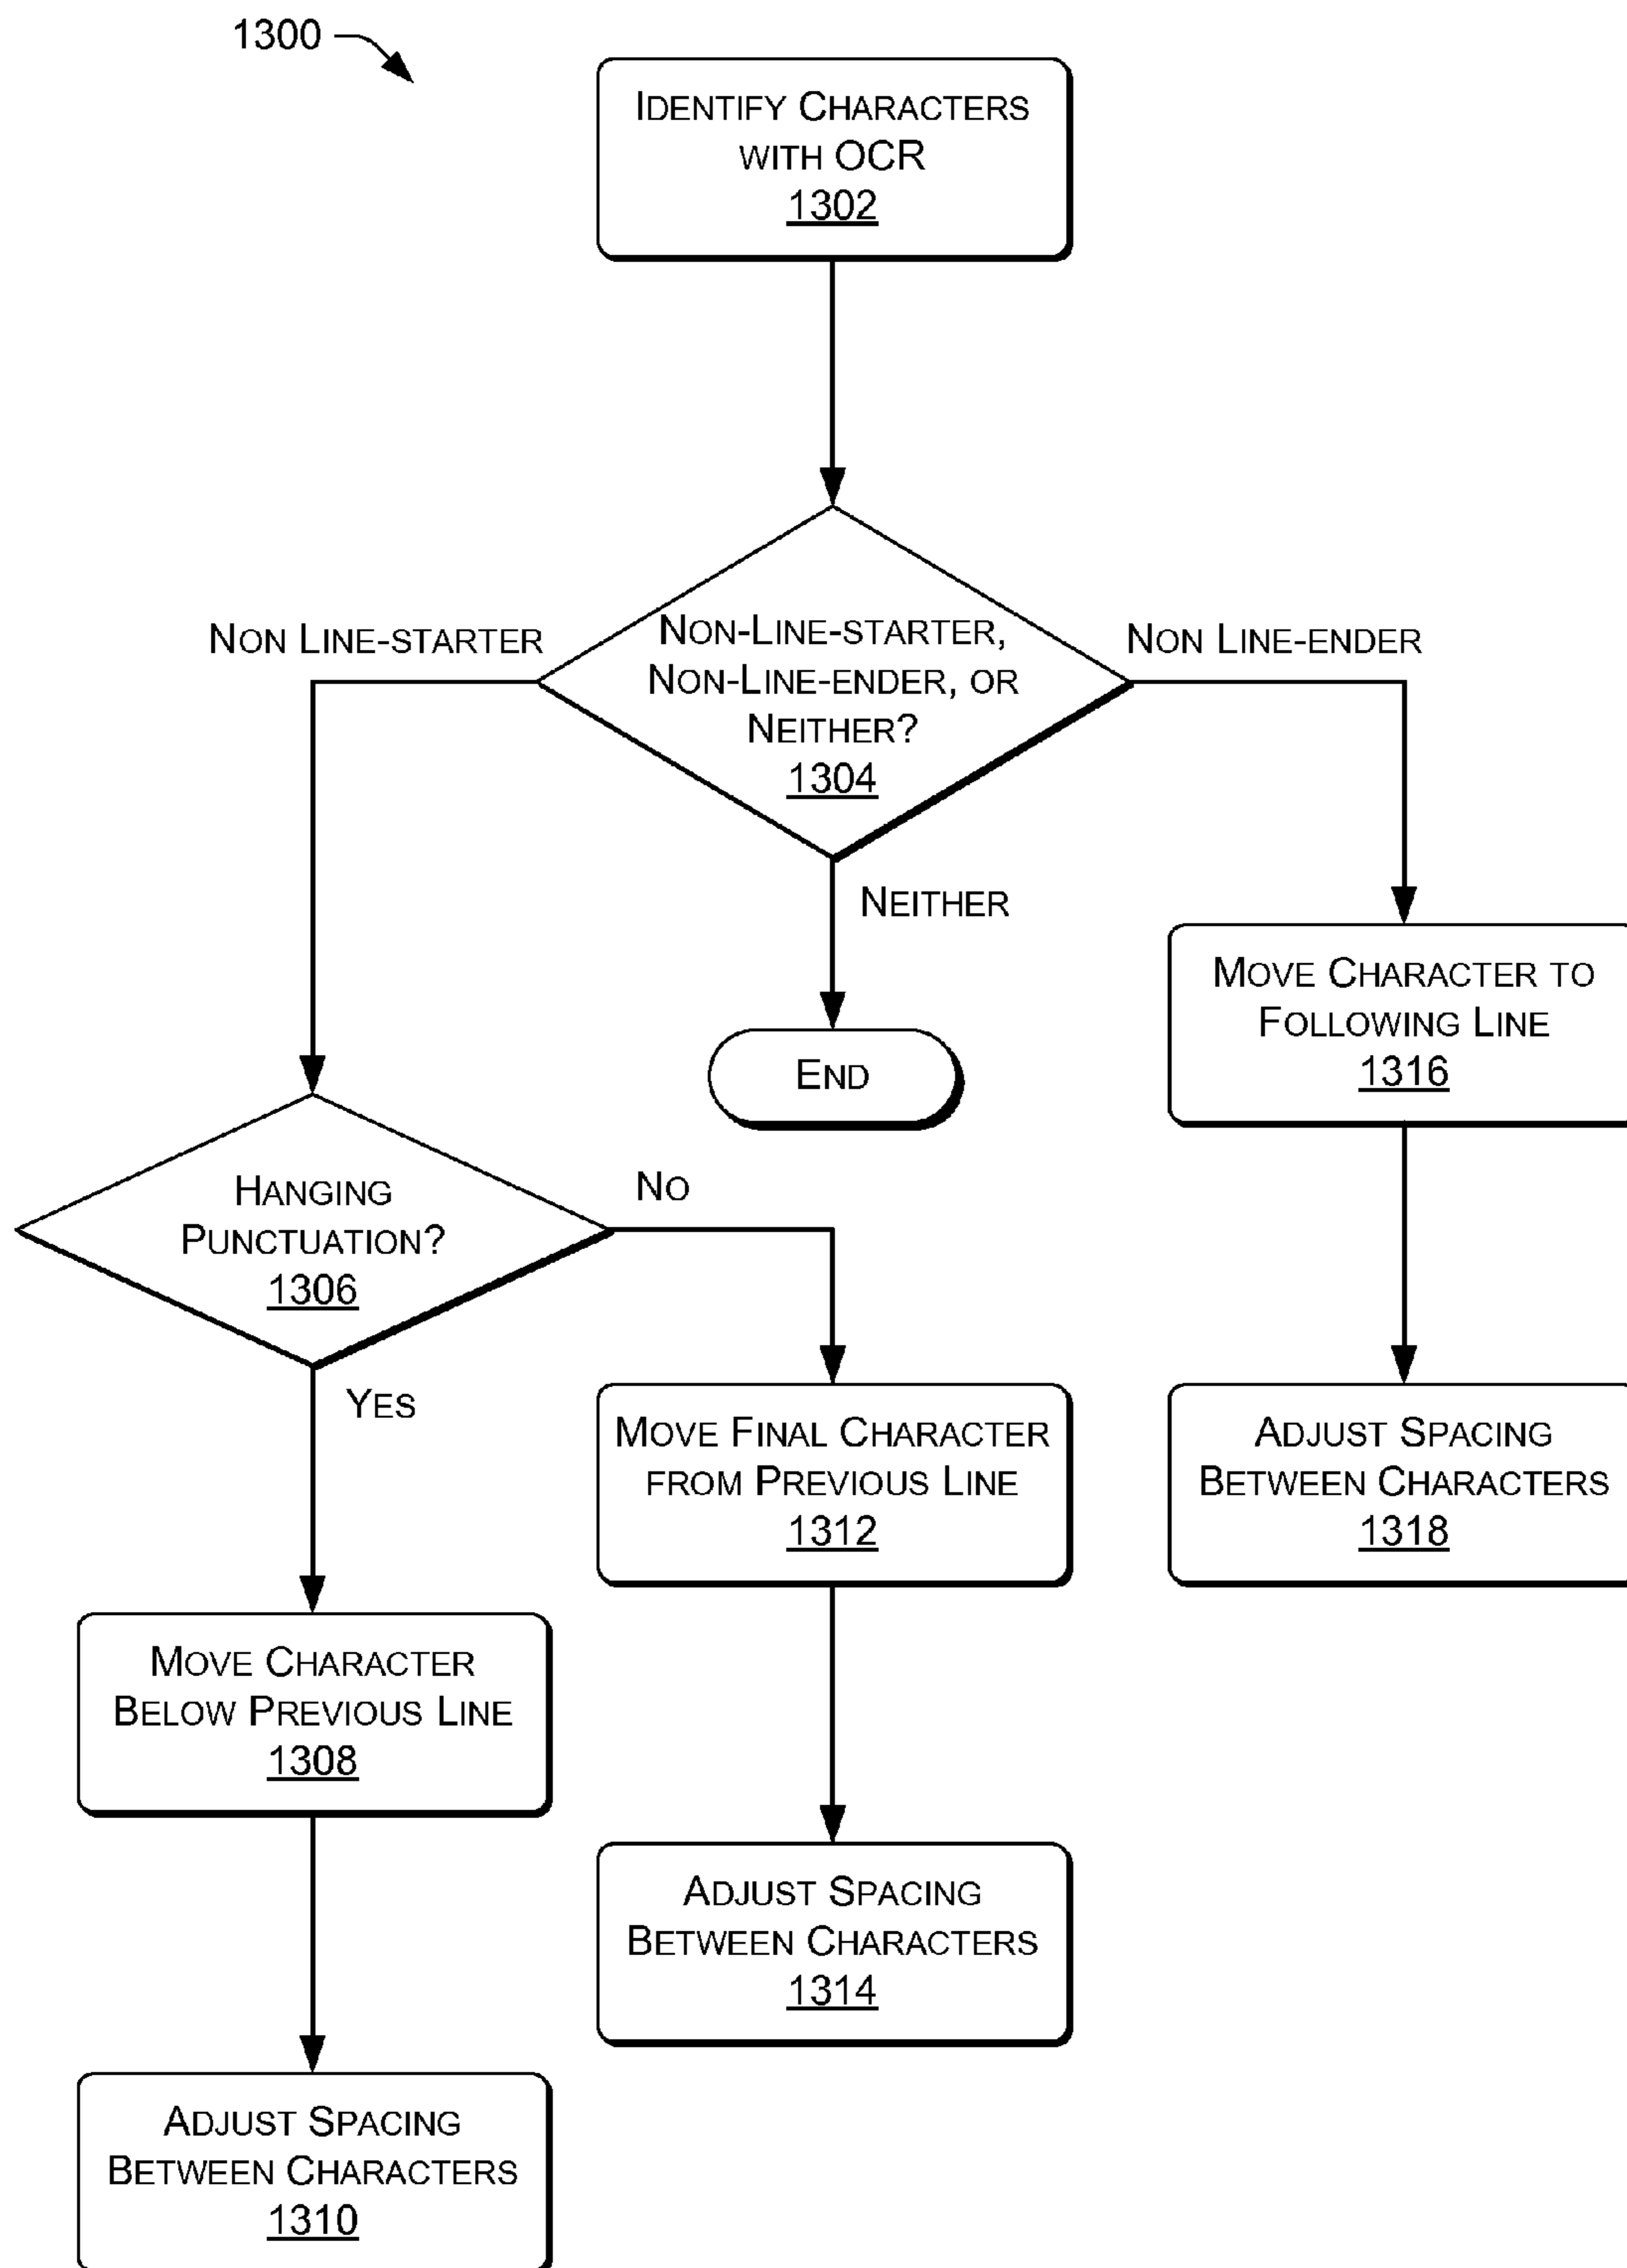 1300
IDENTIFY CHARACTERS
WITH OCR
1302
NON LINE-STARTER
NON-LINE-STARTER,
NON-LINE-ENDER, OR
NEITHER?
1304
NON LINE-ENDER
NEITHER
END
MOVE CHARACTER TO
FOLLOWING LINE
1316
HANGING
PUNCTUATION?
1306
NO
YES
MOVE FINAL CHARACTER
FROM PREVIOUS LINE
1312
ADJUST SPACING
BETWEEN CHARACTERS
1318
MOVE CHARACTER
BELOW PREVIOUS LINE
1308
ADJUST SPACING
BETWEEN CHARACTERS
1314
ADJUST SPACING
BETWEEN CHARACTERS
1310